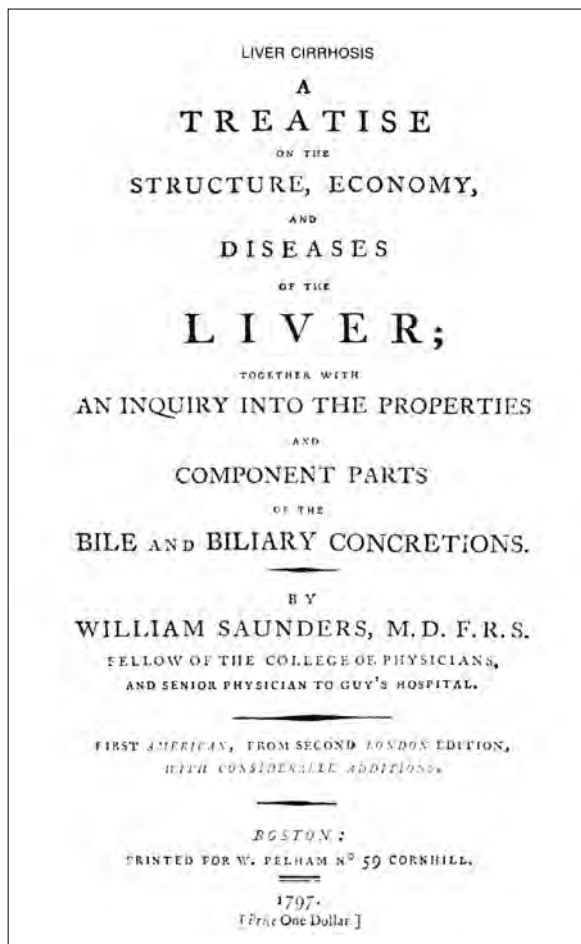 LIVER CIRRHOSIS
A
TREATISE
ON THE
STRUCTURE, ECONOMY,
AND
DISEASES
OF THE
LIVER;
TOGETHER WITH
AN INQUIRY INTO THE PROPERTIES
AND
COMPONENT PARTS
OF THE
BILE AND BILIARY CONCRETIONS.
BY
WILLIAM SAUNDERS, M.D. F.R.S.
FELLOW OF THE COLLEGE OF PHYSICIANS,
AND SENIOR PHYSICIAN TO GUY'S HOSPITAL.
FIRST AMERICAN, FROM SECOND LONDON EDITION,
WITH CONSIDERABLE ADDITIONS.
BOSTON:
PRINTED FOR W. PELHAM Nº 59 CORNHILL.
1797.
[Price One Dollar.]